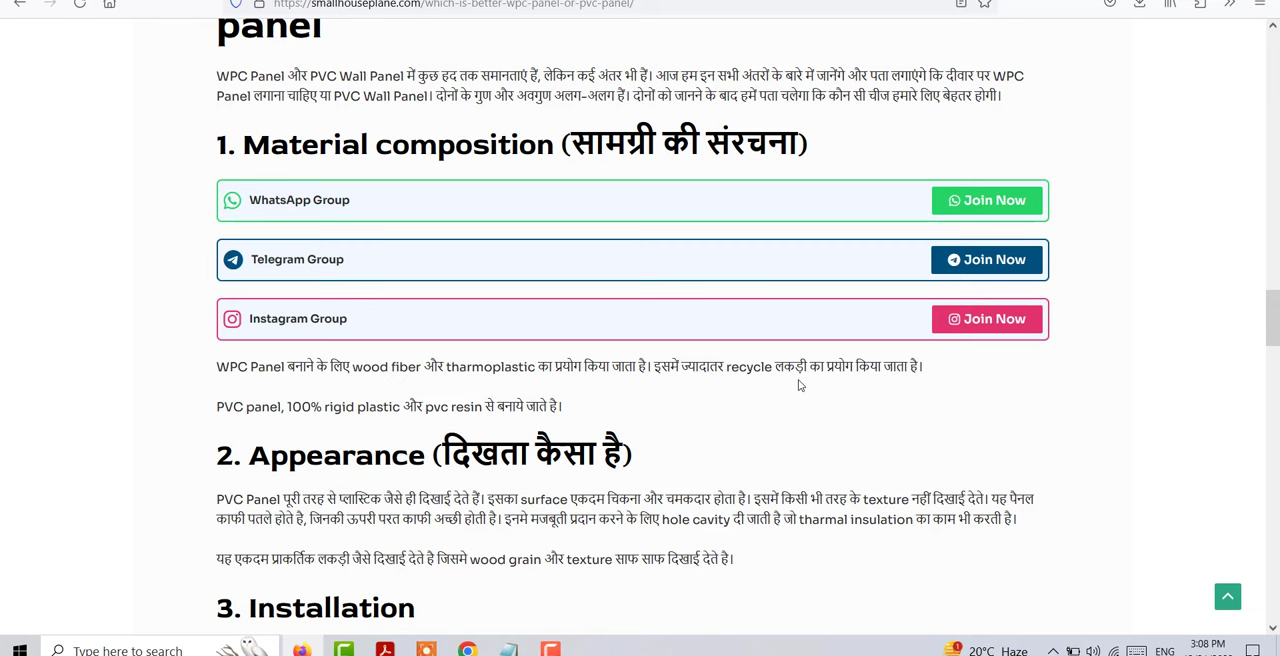 https://smallhouseplane.com/which-is-better-wpc-panel-or-pvc-panel/
panel
WPC Panel और PVC Wall Panel में कुछ हद तक समानताएं हैं, लेकिन कई अंतर भी हैं। आज हम इन सभी अंतरों के बारे में जानेंगे और पता लगाएंगे कि दीवार पर WPC
Panel लगाना चाहिए या PVC Wall Panel। दोनों के गुण और अवगुण अलग-अलग हैं। दोनों को जानने के बाद हमें पता चलेगा कि कौन सी चीज हमारे लिए बेहतर होगी।
1. Material composition (सामग्री की संरचना)
WhatsApp Group
Join Now
Telegram Group
Join Now
Instagram Group
Join Now
WPC Panel बनाने के लिए wood fiber और tharmoplastic का प्रयोग किया जाता है। इसमें ज्यादातर recycle लकड़ी का प्रयोग किया जाता है।
PVC panel, 100% rigid plastic और pvc resin से बनाये जाते है।
2. Appearance (दिखता कैसा है)
PVC Panel पूरी तरह से प्लास्टिक जैसे ही दिखाई देते हैं। इसका surface एकदम चिकना और चमकदार होता है। इसमें किसी भी तरह के texture नहीं दिखाई देते। यह पैनल
काफी पतले होते है, जिनकी ऊपरी परत काफी अच्छी होती है। इनमे मजबूती प्रदान करने के लिए hole cavity दी जाती है जो tharmal insulation का काम भी करती है।
यह एकदम प्राकर्तिक लकड़ी जैसे दिखाई देते है जिसमे wood grain और texture साफ साफ दिखाई देते है।
3. Installation
Type here to search
20°C Haze
ENG
3:08 PM